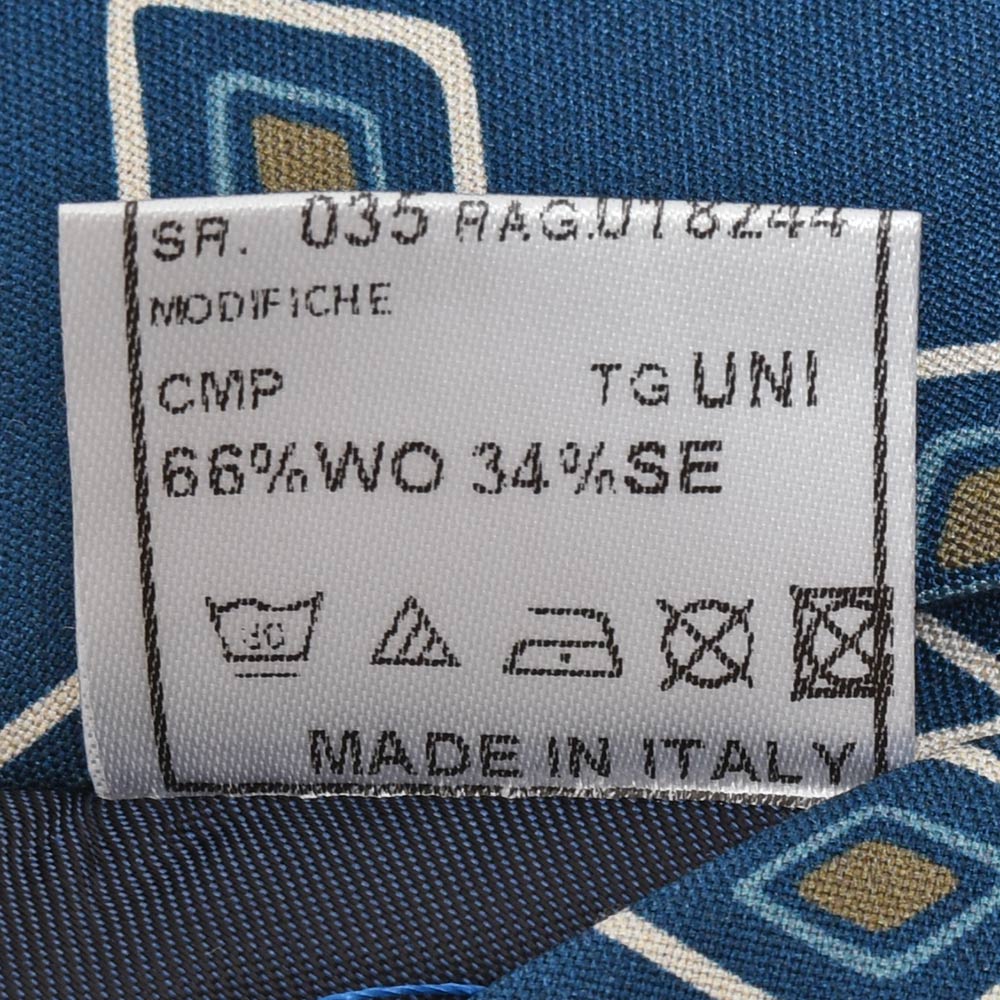 SR. 035 RAG.018244
MODIFICHE
CMP TG UNI
66%WO 34%SE
30
MADE IN ITALY